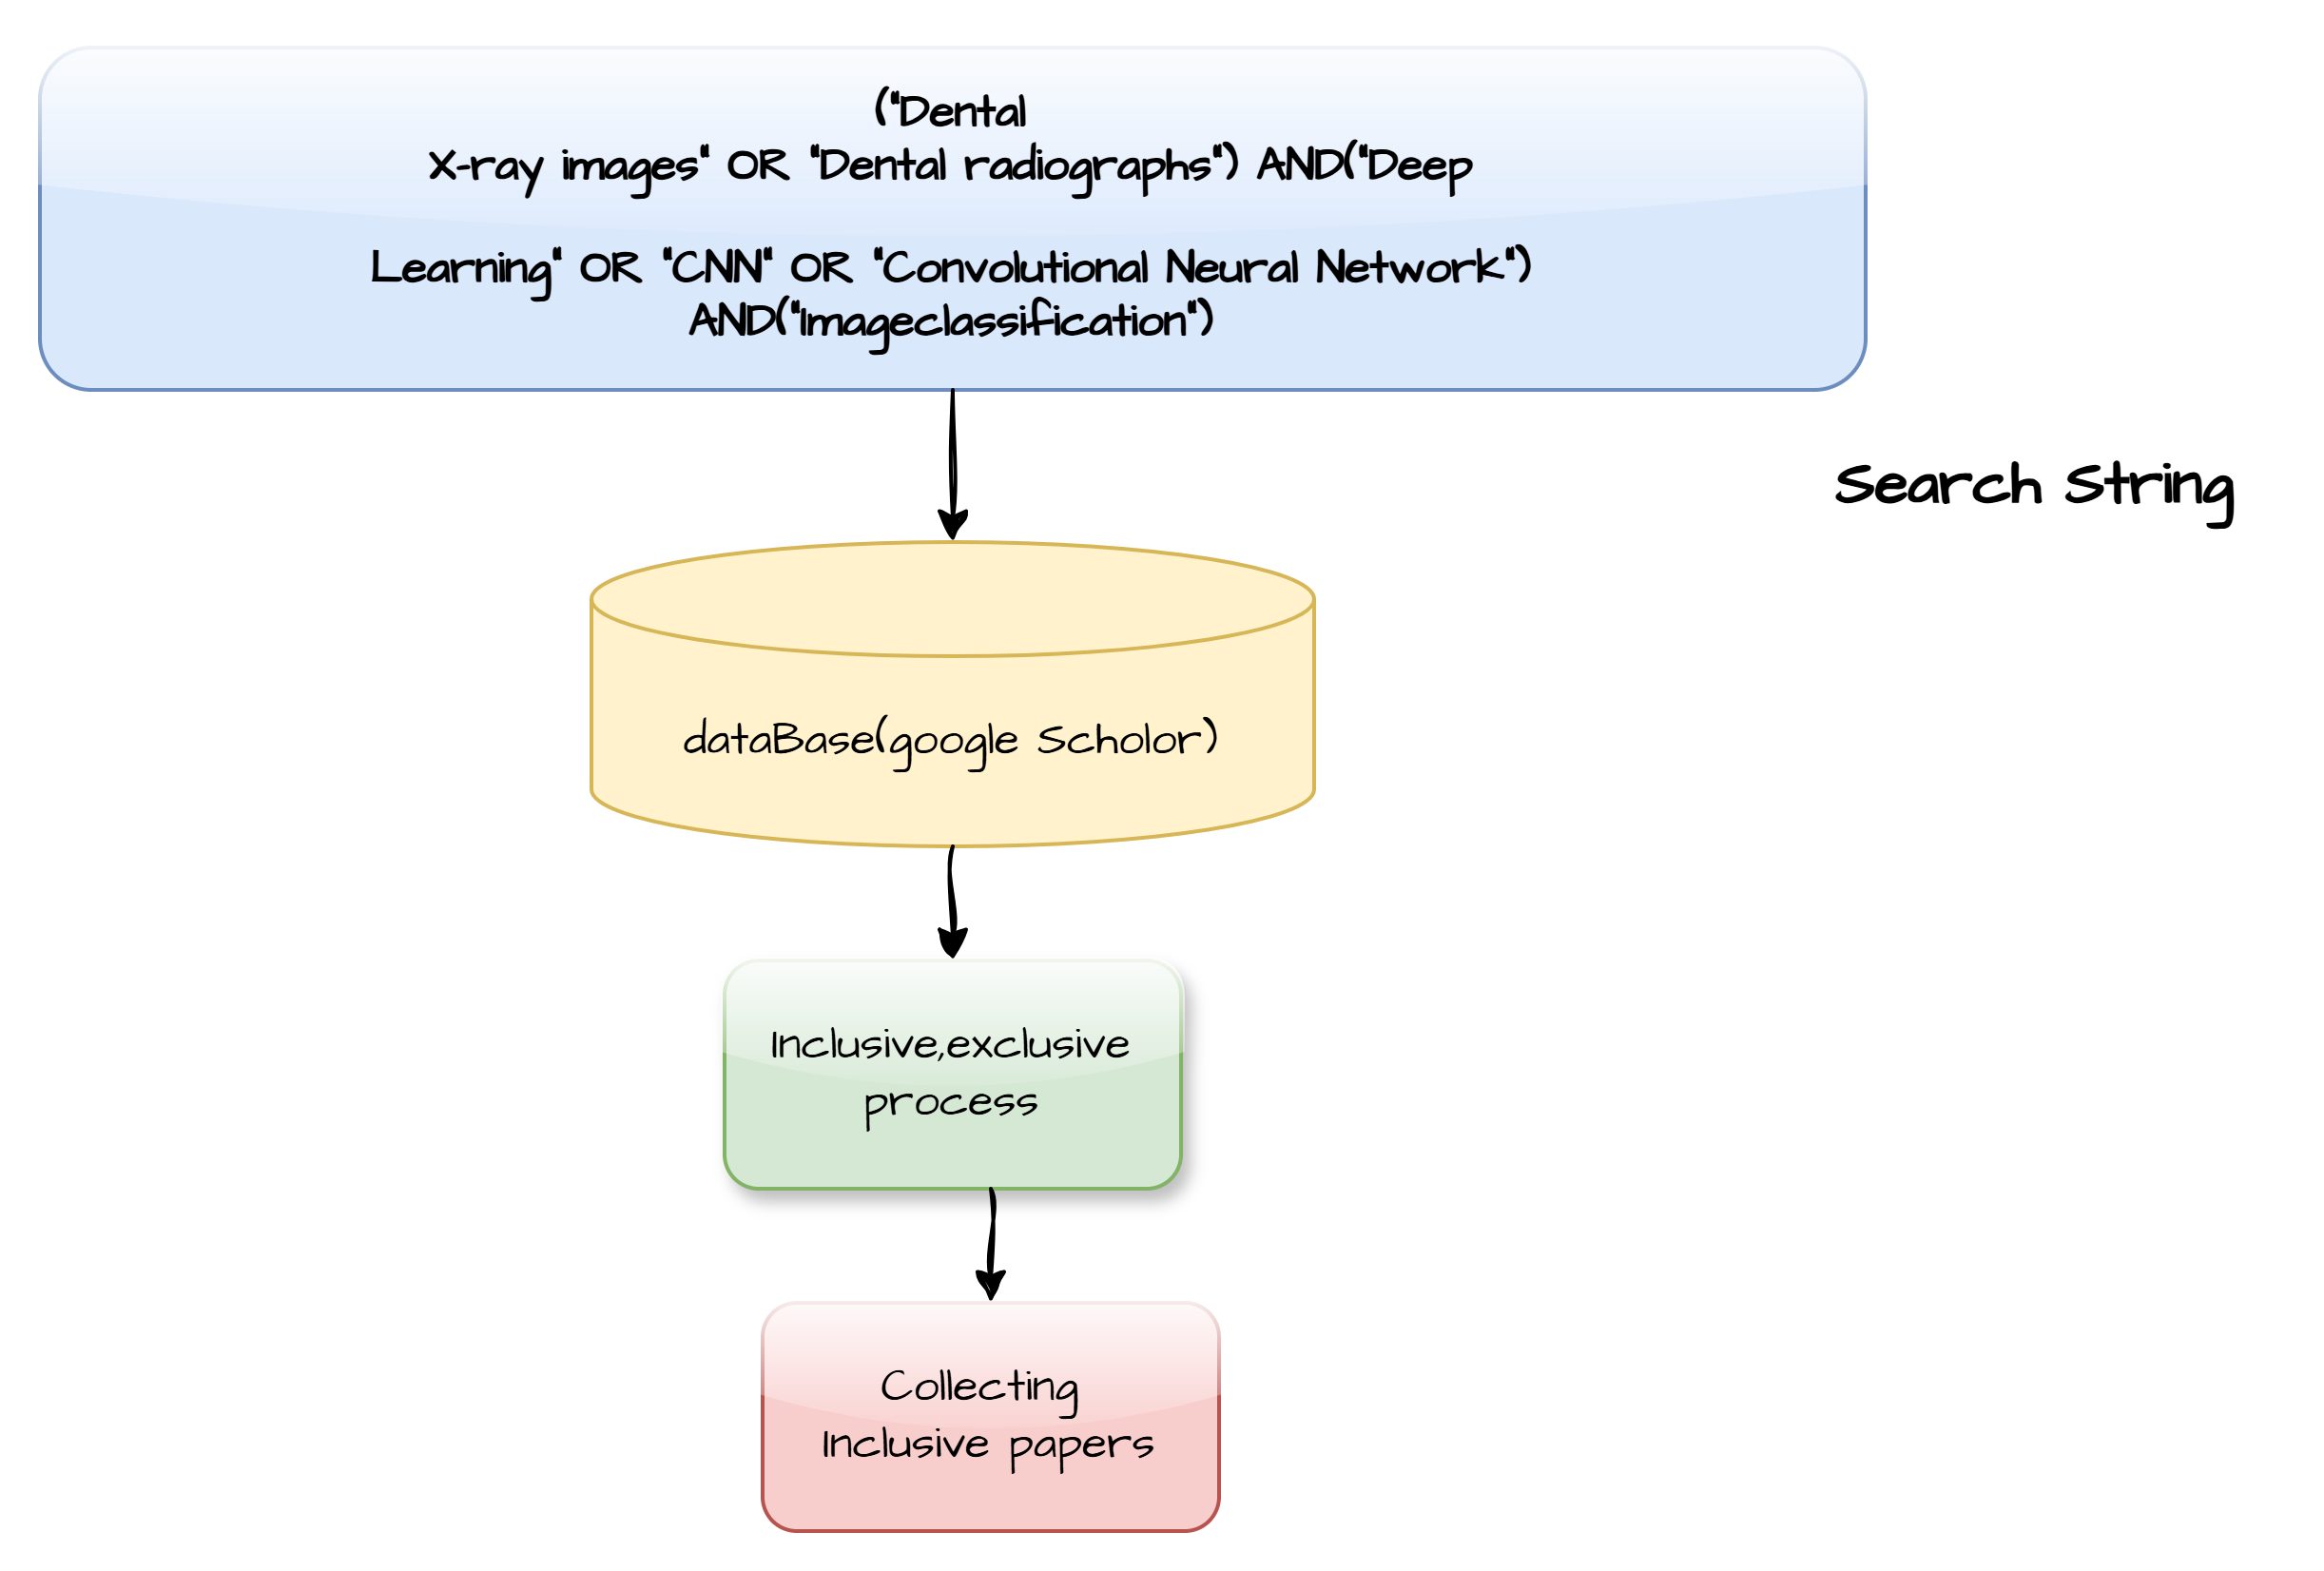 ("Dental
X-ray images" OR "Dental radiographs") AND("Deep
Learning" OR "CNN" OR "Convolutional Neural Network")
AND("Imageclassification")
Search String
dataBase(google Scholor)
Inclusive,exclusive
process
Collecting
Inclusive papers